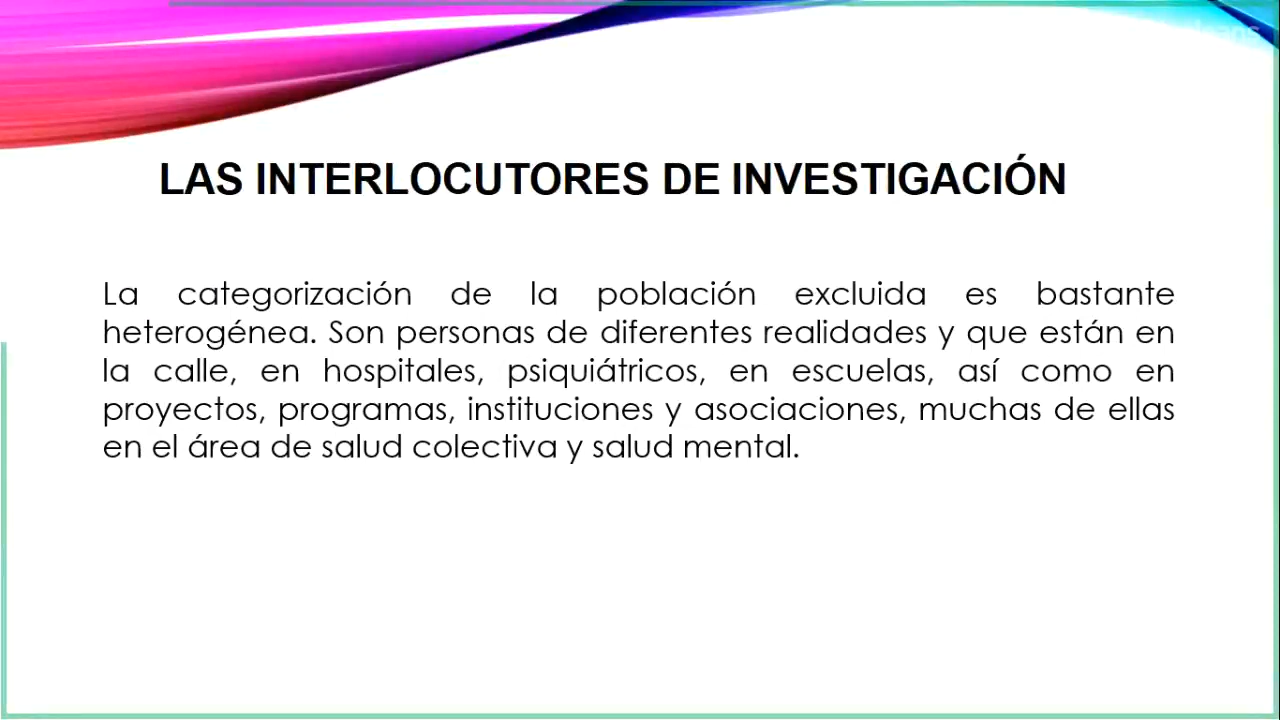 LAS INTERLOCUTORES DE INVESTIGACIÓN
La categorización de la población excluida es bastante
heterogénea. Son personas de diferentes realidades y que están en
la calle, en hospitales, psiquiátricos, en escuelas, así como en
proyectos, programas, instituciones y asociaciones, muchas de ellas
en el área de salud colectiva y salud mental.